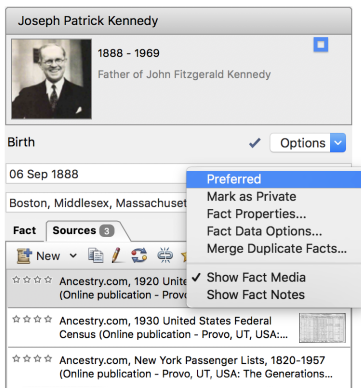 Joseph Patrick Kennedy
1888 - 1969
Father of John Fitzgerald Kennedy
Birth
Options
06 Sep 1888
Boston, Middlesex, Massachuset
Preferred
Mark as Private
Fact Properties...
Fact Data Options...
Merge Duplicate Facts...
✓ Show Fact Media
Show Fact Notes
Fact
Sources 3
New
Ancestry.com, 1920 Unite
(Online publication - Provo
Ancestry.com, 1930 United States Federal
Census (Online publication - Provo, UT, USA:...
Ancestry.com, New York Passenger Lists, 1820-1957
(Online publication - Provo, UT, USA: The Generations...